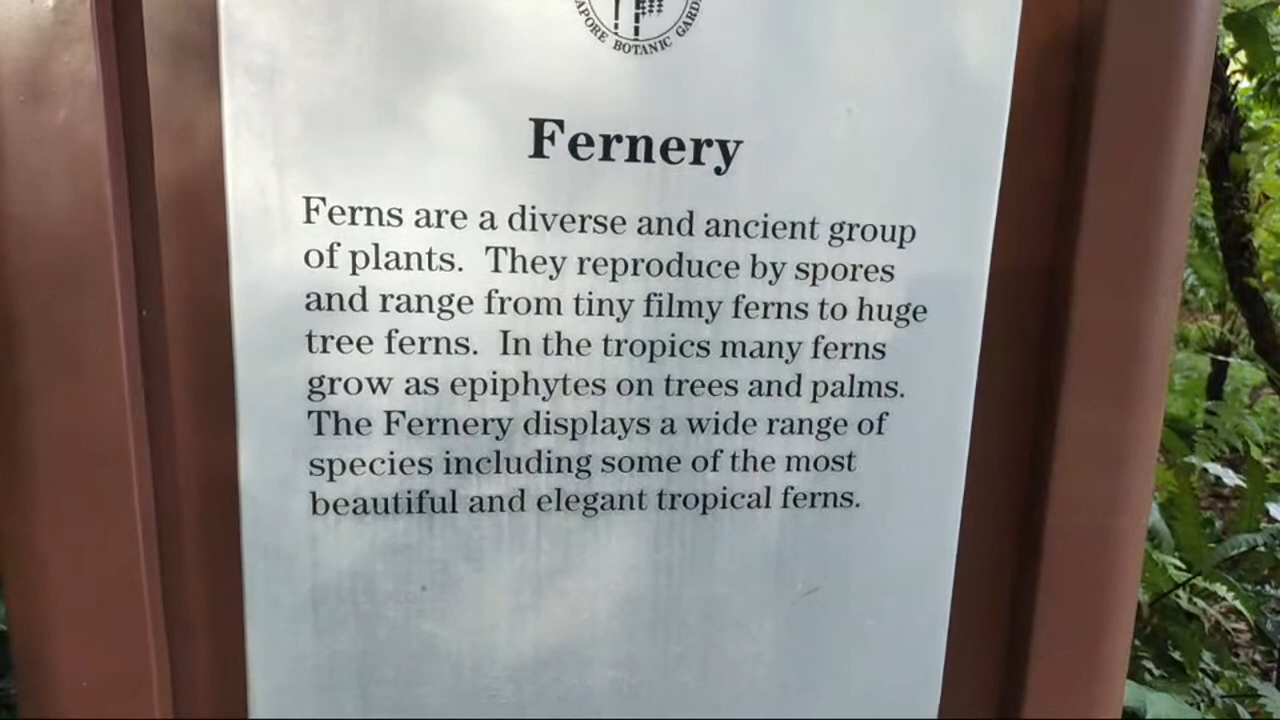 BOTANIC
Fernery
Ferns are a diverse and ancient group
of plants. They reproduce by spores
and range from tiny filmy ferns to huge
tree ferns. In the tropics many ferns
grow as epiphytes on trees and palms.
The Fernery displays a wide range of
species including some of the most
beautiful and elegant tropical ferns.